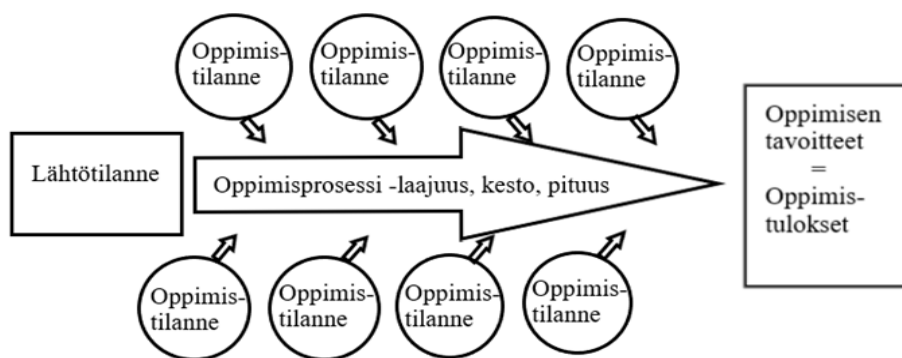 Oppimis-
tilanne
Oppimis-
tilanne
Oppimis-
tilanne
Oppimis-
tilanne
Lähtötilanne
Oppimisprosessi -laajuus, kesto, pituus
Oppimisen
tavoitteet
=
Oppimis-
tulokset
Oppimis-
tilanne
Oppimis-
tilanne
Oppimis-
tilanne
Oppimis-
tilanne